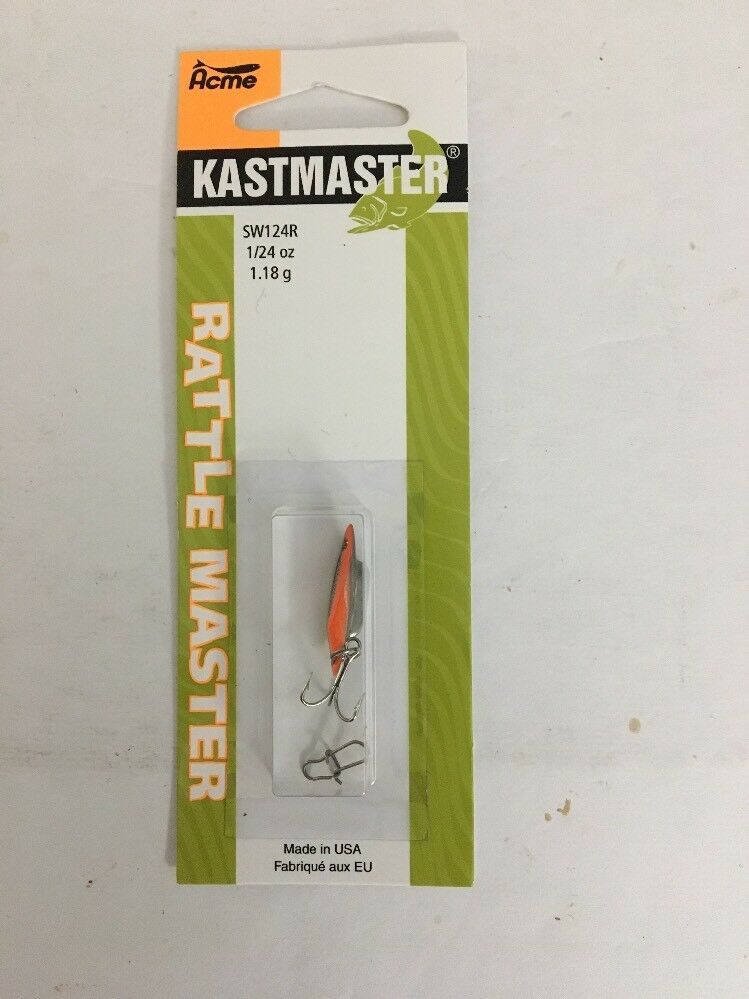 Acme
KASTMASTER®
SW124R
1/24 oz
1.18 g
RATTLE MASTER
Made in USA
Fabriqué aux EU